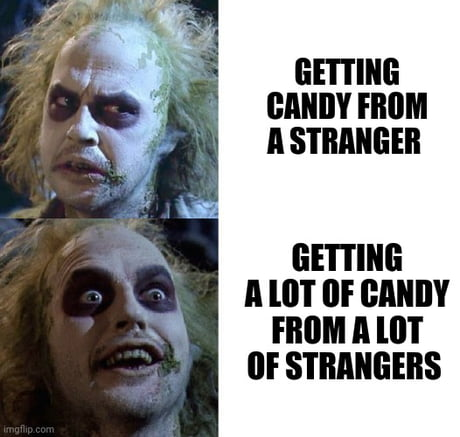 GETTING
CANDY FROM
A STRANGER
GETTING
A LOT OF CANDY
FROM A LOT
OF STRANGERS
imgflip.com